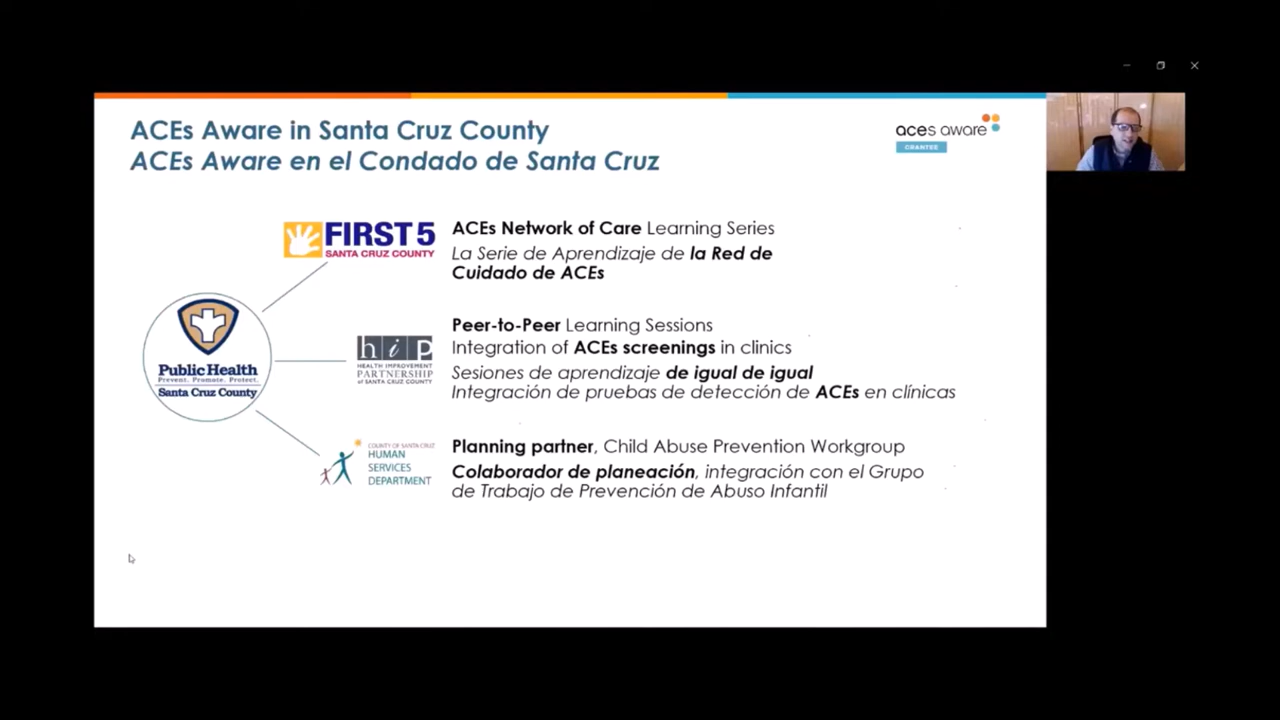 ACEs Aware in Santa Cruz County
ACEs Aware en el Condado de Santa Cruz
aces aware
GRANTEE
FIRST 5
SANTA CRUZ COUNTY
ACEs Network of Care Learning Series
La Serie de Aprendizaje de la Red de
Cuidado de ACEs
Public Health
Prevent. Promote. Protect.
Santa Cruz County
hip
HEALTH IMPROVEMENT
PARTNERSHIP
of SANTA CRUZ COUNTY
Peer-to-Peer Learning Sessions
Integration of ACEs screenings in clinics
Sesiones de aprendizaje de igual de igual
Integración de pruebas de detección de ACEs en clínicas
COUNTY OF SANTA CRUZ
HUMAN
SERVICES
DEPARTMENT
Planning partner, Child Abuse Prevention Workgroup
Colaborador de planeación, integración con el Grupo
de Trabajo de Prevención de Abuso Infantil